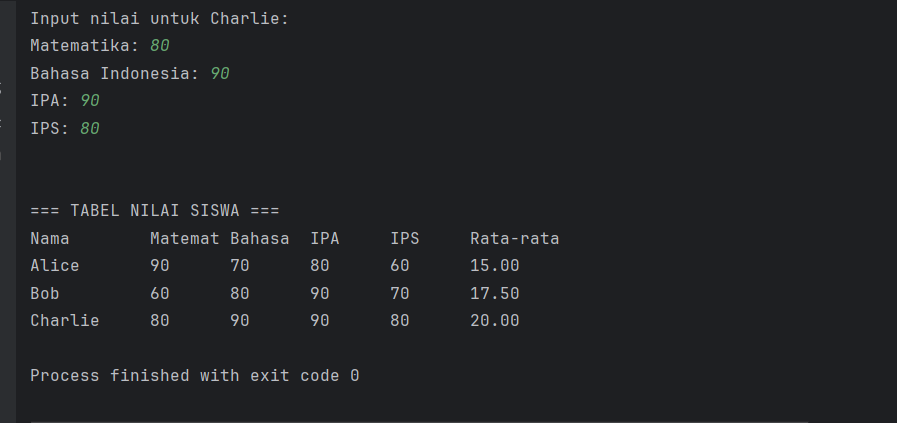 Input nilai untuk Charlie:
Matematika: 80
Bahasa Indonesia: 90
IPA: 90
IPS: 80
=== TABEL NILAI SISWA ===
Nama Matemat Bahasa IPA IPS Rata-rata
Alice 90 70 80 60 15.00
Bob 60 80 90 70 17.50
Charlie 80 90 90 80 20.00
Process finished with exit code 0